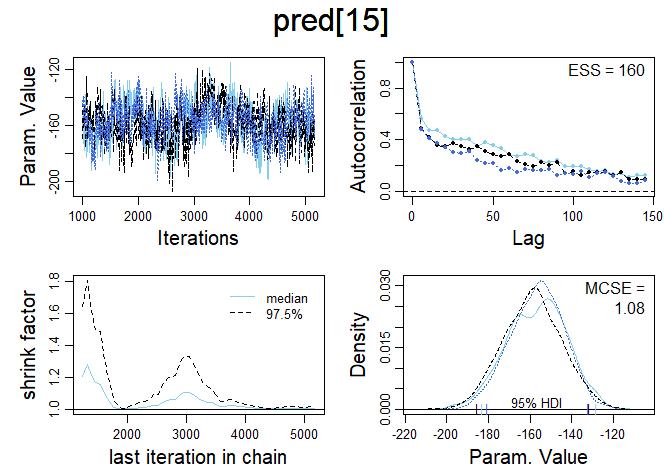 pred[15]
Param. Value
-200
-160
-120
1000
2000
3000
4000
5000
Iterations
Autocorrelation
0.0
0.4
0.8
ESS = 160
0
50
100
150
Lag
shrink factor
1.0
1.2
1.4
1.6
1.8
median
97.5%
2000
3000
4000
5000
last iteration in chain
Density
0.000
0.015
0.030
MCSE =
1.08
95% HDI
-220
-200
-180
-160
-140
-120
Param. Value